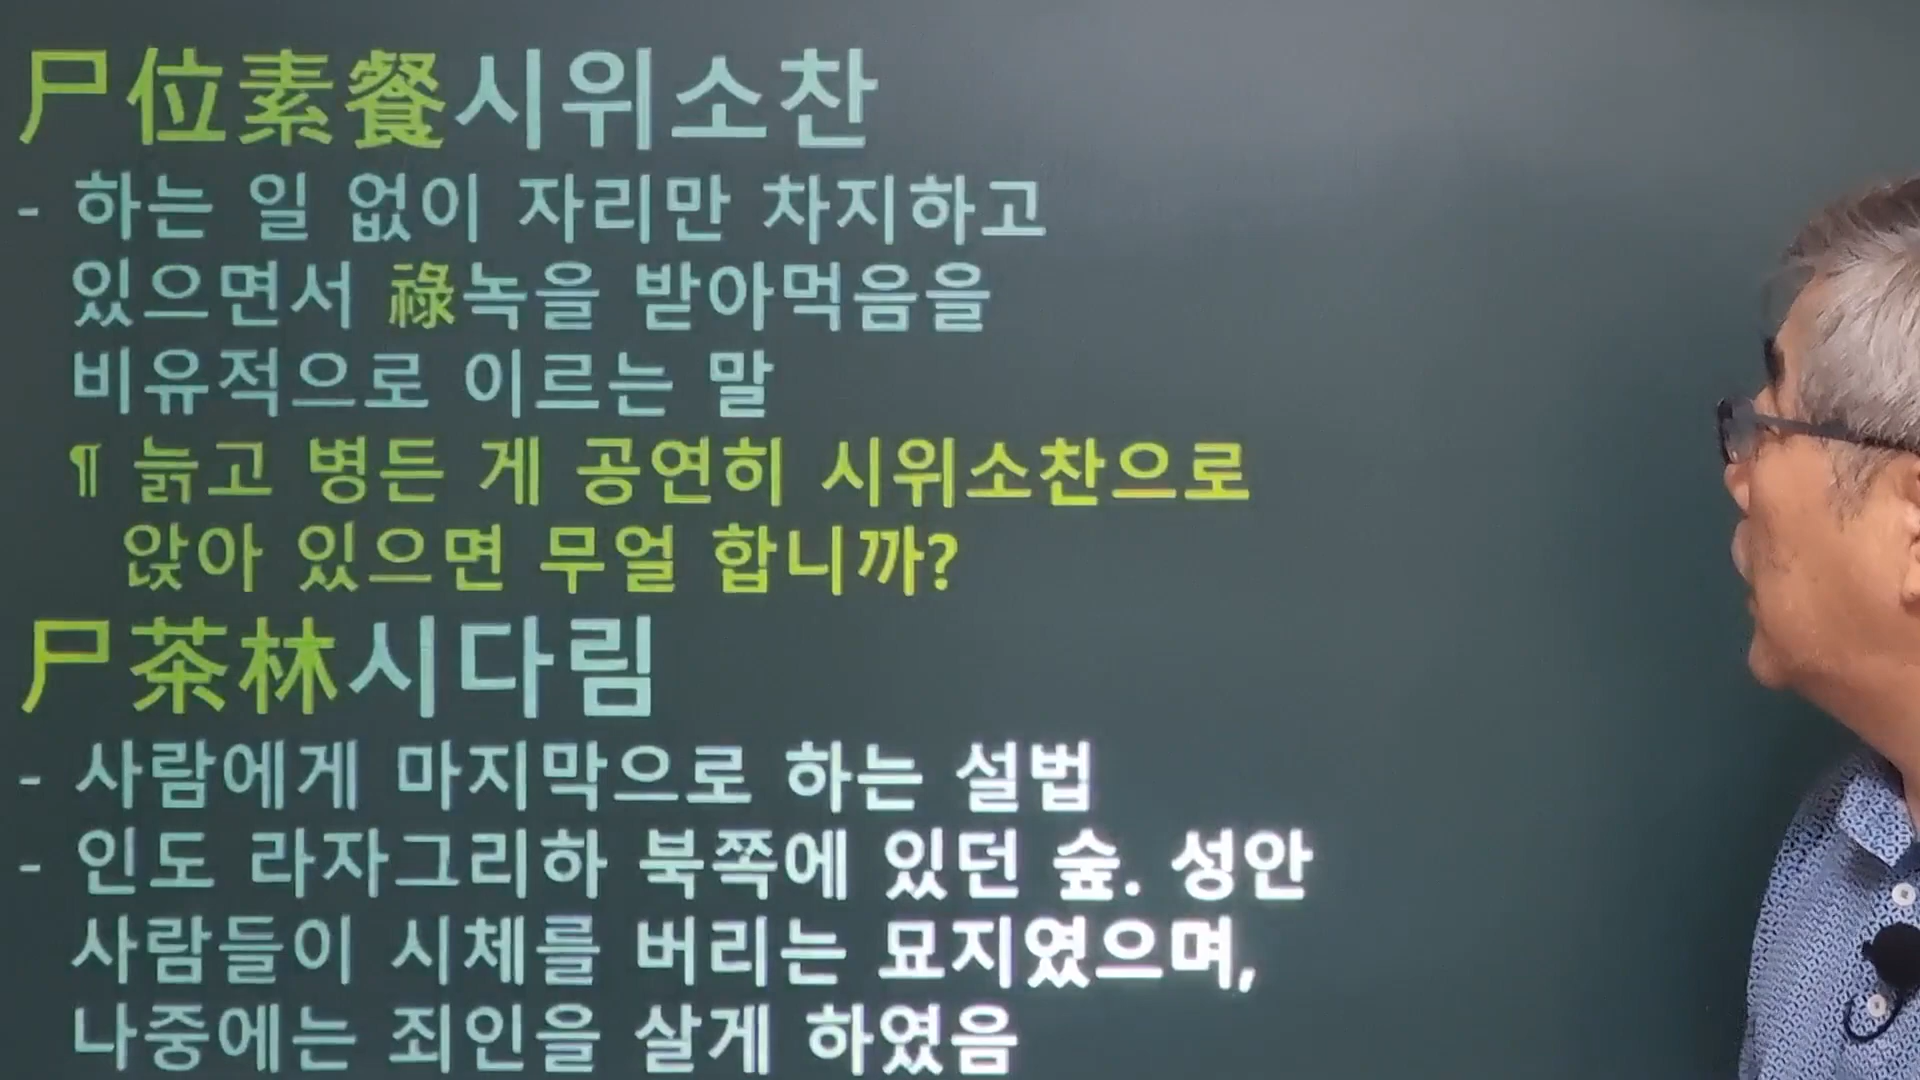 尸位素餐시위소찬
- 하는 일 없이 자리만 차지하고
있으면서 祿녹을 받아먹음을
비유적으로 이르는 말
¶ 늙고 병든 게 공연히 시위소찬으로
앉아 있으면 무얼 합니까?
尸茶林시다림
- 사람에게 마지막으로 하는 설법
- 인도 라자그리하 북쪽에 있던 숲. 성안
사람들이 시체를 버리는 묘지였으며,
나중에는 죄인을 살게 하였음